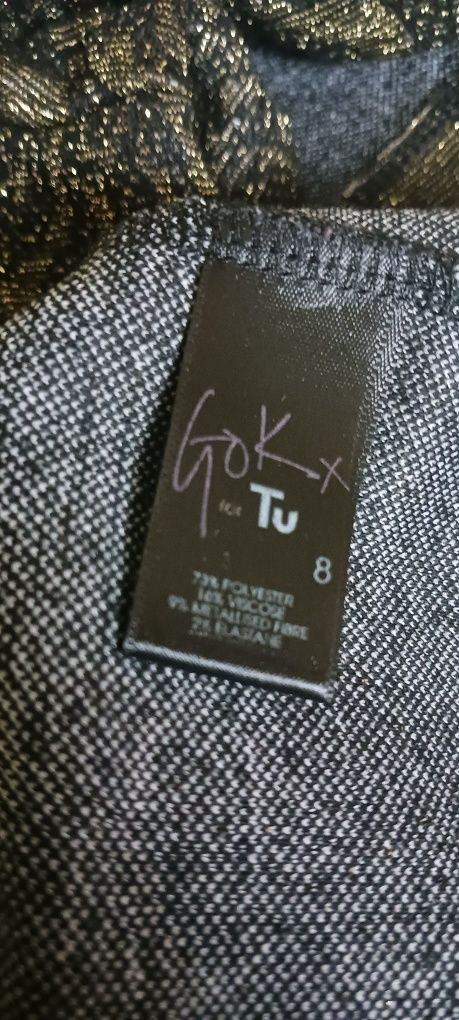 Gok x
for Tu
8
73% POLYESTER
16% VISCOSE
9% METALLISED FIBRE
2% ELASTANE